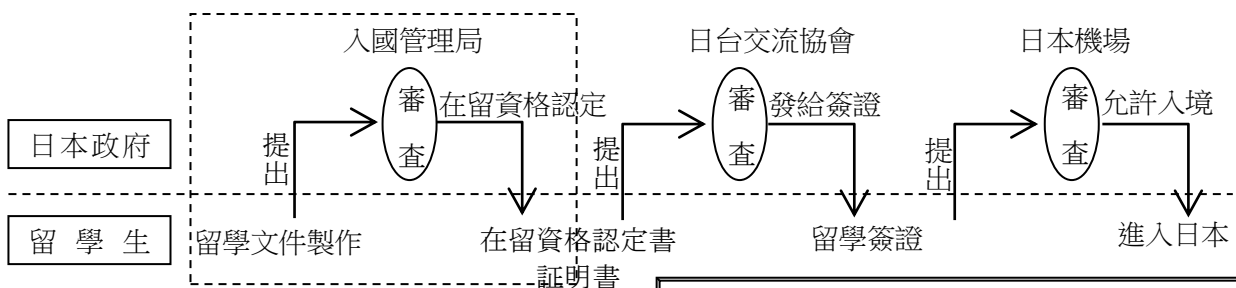 入國管理局
日台交流協會
日本機場
審查
在留資格認定
審查
發給簽證
審查
允許入境
日本政府
提出
提出
提出
留學生
留學文件製作
在留資格認定書
証明書
留學簽證
進入日本